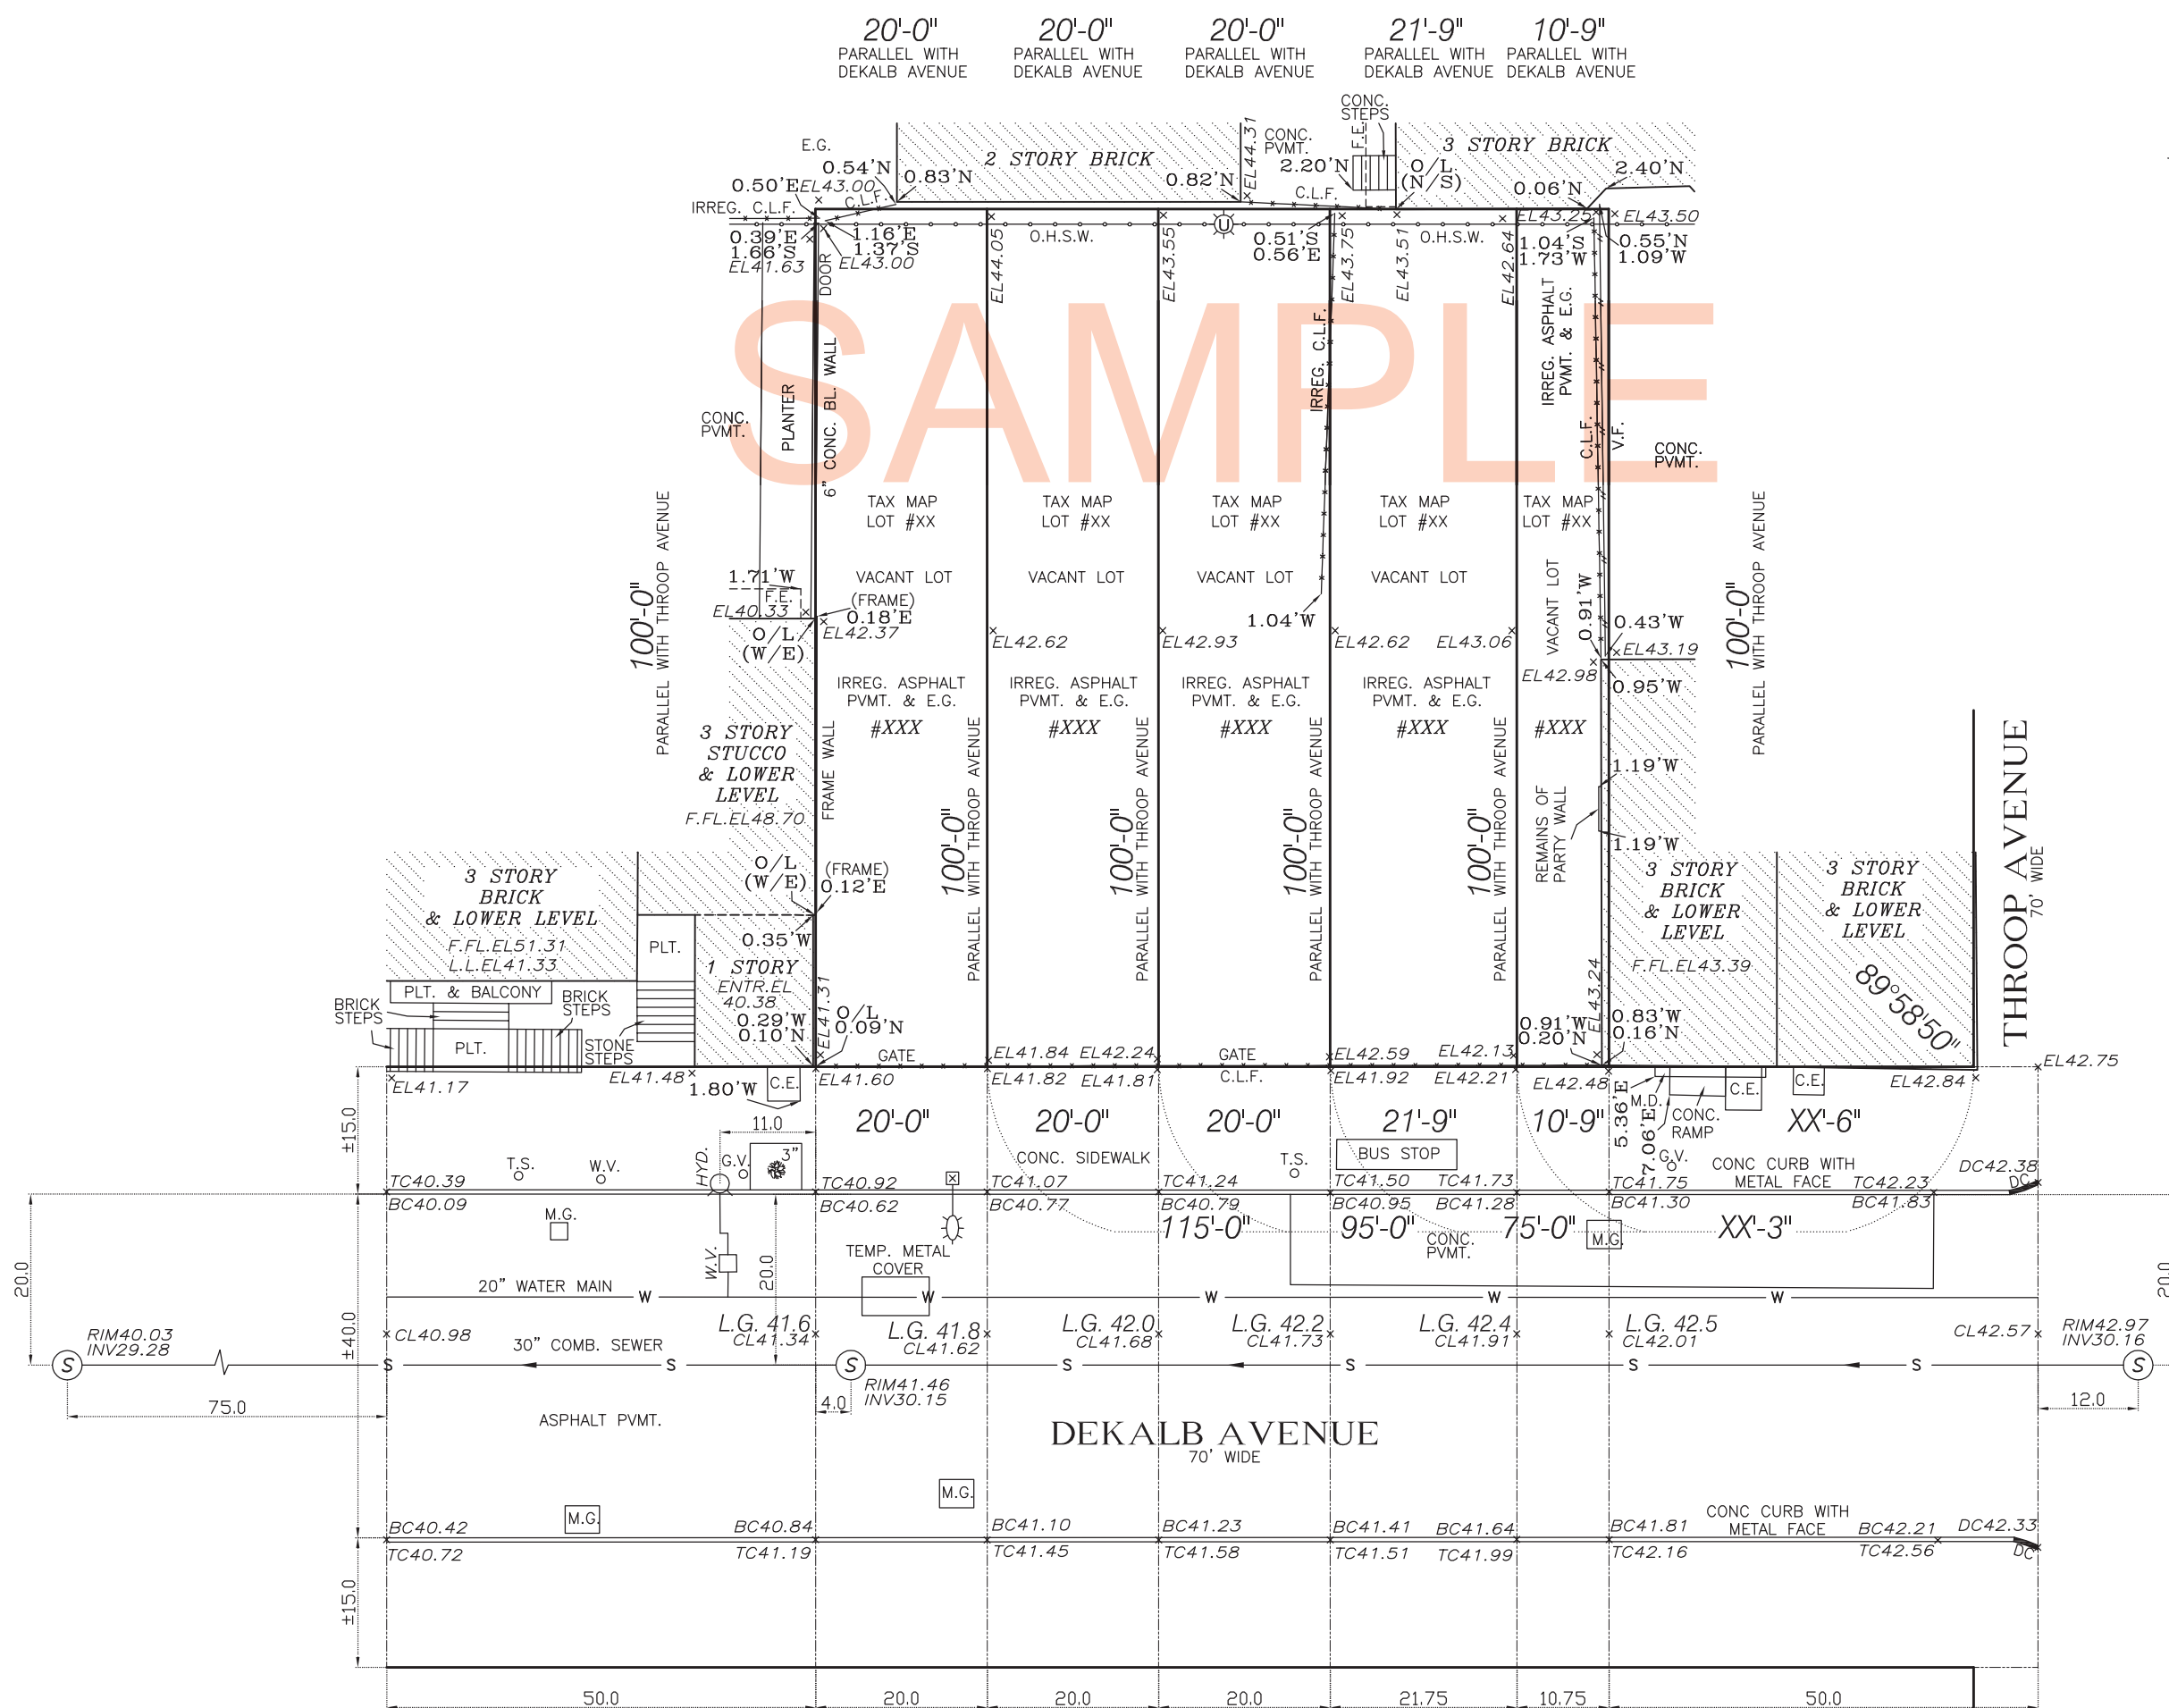 20'-0"
PARALLEL WITH
DEKALB AVENUE
20'-0"
PARALLEL WITH
DEKALB AVENUE
20'-0"
PARALLEL WITH
DEKALB AVENUE
21'-9"
PARALLEL WITH
DEKALB AVENUE
10'-9"
PARALLEL WITH
DEKALB AVENUE
E.G.
0.54'N
0.83'N
2 STORY BRICK
0.82'N
EL44.31
CONC.
PVMT.
2.20'N
CONC.
STEPS
F.E.
O/L
(N/S)
3 STORY BRICK
2.40'N
0.06'N
0.50'E
EL43.00
IRREG. C.L.F.
C.L.F.
C.L.F.
EL43.25
EL43.50
0.39'E
1.66'S
EL41.63
1.16'E
1.37'S
EL43.00
O.H.S.W.
U
0.51'S
0.56'E
O.H.S.W.
1.04'S
1.73'W
0.55'N
1.09'W
EL44.05
EL43.55
EL43.75
EL43.51
EL42.64
DOOR
6" CONC. BL. WALL
PLANTER
CONC.
PVMT.
IRREG. C.L.F.
IRREG. ASPHALT
PVMT. & E.G.
C.L.F.
V.F.
CONC.
PVMT.
SAMPLE
TAX MAP
LOT #XX
TAX MAP
LOT #XX
TAX MAP
LOT #XX
TAX MAP
LOT #XX
TAX MAP
LOT #XX
100'-0"
PARALLEL WITH THROOP AVENUE
VACANT LOT
VACANT LOT
VACANT LOT
VACANT LOT
VACANT LOT
100'-0"
PARALLEL WITH THROOP AVENUE
1.71'W
F.E.
EL40.33
(FRAME)
0.18'E
O/L
(W/E)
EL42.37
EL42.62
EL42.93
1.04'W
EL42.62
EL43.06
0.91'W
0.43'W
EL43.19
EL42.98
0.95'W
IRREG. ASPHALT
PVMT. & E.G.
#XXX
IRREG. ASPHALT
PVMT. & E.G.
#XXX
IRREG. ASPHALT
PVMT. & E.G.
#XXX
IRREG. ASPHALT
PVMT. & E.G.
#XXX
#XXX
3 STORY
STUCCO
& LOWER
LEVEL
F.FL.EL48.70
FRAME WALL
100'-0"
PARALLEL WITH THROOP AVENUE
100'-0"
PARALLEL WITH THROOP AVENUE
100'-0"
PARALLEL WITH THROOP AVENUE
100'-0"
PARALLEL WITH THROOP AVENUE
REMAINS OF
PARTY WALL
1.19'W
1.19'W
THROOP AVENUE
70' WIDE
3 STORY
BRICK
& LOWER LEVEL
F.FL.EL51.31
L.L.EL41.33
O/L
(W/E)
(FRAME)
0.12'E
0.35'W
PLT.
1 STORY
ENTR.EL
40.38
0.29'W
0.10'N
EL41.31
O/L
0.09'N
3 STORY
BRICK
& LOWER
LEVEL
F.FL.EL43.39
3 STORY
BRICK
& LOWER
LEVEL
89°58'50"
PLT. & BALCONY
BRICK
STEPS
BRICK
STEPS
PLT.
STONE
STEPS
GATE
EL41.84
EL42.24
GATE
C.L.F.
EL42.59
EL42.13
0.91'W
0.20'N
EL43.24
0.83'W
0.16'N
EL42.75
EL41.17
EL41.48
1.80'W
C.E.
EL41.60
EL41.82
EL41.81
EL41.92
EL42.21
EL42.48
5.36'E
M.D.
7.06'E
CONC.
RAMP
C.E.
C.E.
EL42.84
±15.0
11.0
20'-0"
20'-0"
20'-0"
21'-9"
10'-9"
XX'-6"
T.S.
W.V.
HYD.
G.V.
3"
CONC. SIDEWALK
T.S.
BUS STOP
G.V.
CONC CURB WITH
METAL FACE
DC42.38
DC
TC40.39
BC40.09
TC40.92
BC40.62
TC41.07
BC40.77
TC41.24
BC40.79
TC41.50
BC40.95
TC41.73
BC41.28
TC41.75
BC41.30
TC42.23
BC41.83
M.G.
W.V.
20.0
TEMP. METAL
COVER
115'-0"
95'-0"
CONC.
PVMT.
75'-0"
M.G.
XX'-3"
20.0
±40.0
20.0
20" WATER MAIN
W
W
W
W
W
RIM40.03
INV29.28
CL40.98
30" COMB. SEWER
L.G. 41.6
CL41.34
L.G. 41.8
CL41.62
L.G. 42.0
CL41.68
L.G. 42.2
CL41.73
L.G. 42.4
CL41.91
L.G. 42.5
CL42.01
CL42.57
RIM42.97
INV30.16
S
S
S
S
S
S
S
S
S
RIM41.46
INV30.15
75.0
4.0
12.0
ASPHALT PVMT.
DEKALB AVENUE
70' WIDE
M.G.
M.G.
CONC CURB WITH
METAL FACE
BC40.42
TC40.72
BC40.84
TC41.19
BC41.10
TC41.45
BC41.23
TC41.58
BC41.41
TC41.51
BC41.64
TC41.99
BC41.81
TC42.16
BC42.21
TC42.56
DC42.33
DC
±15.0
50.0
20.0
20.0
20.0
21.75
10.75
50.0